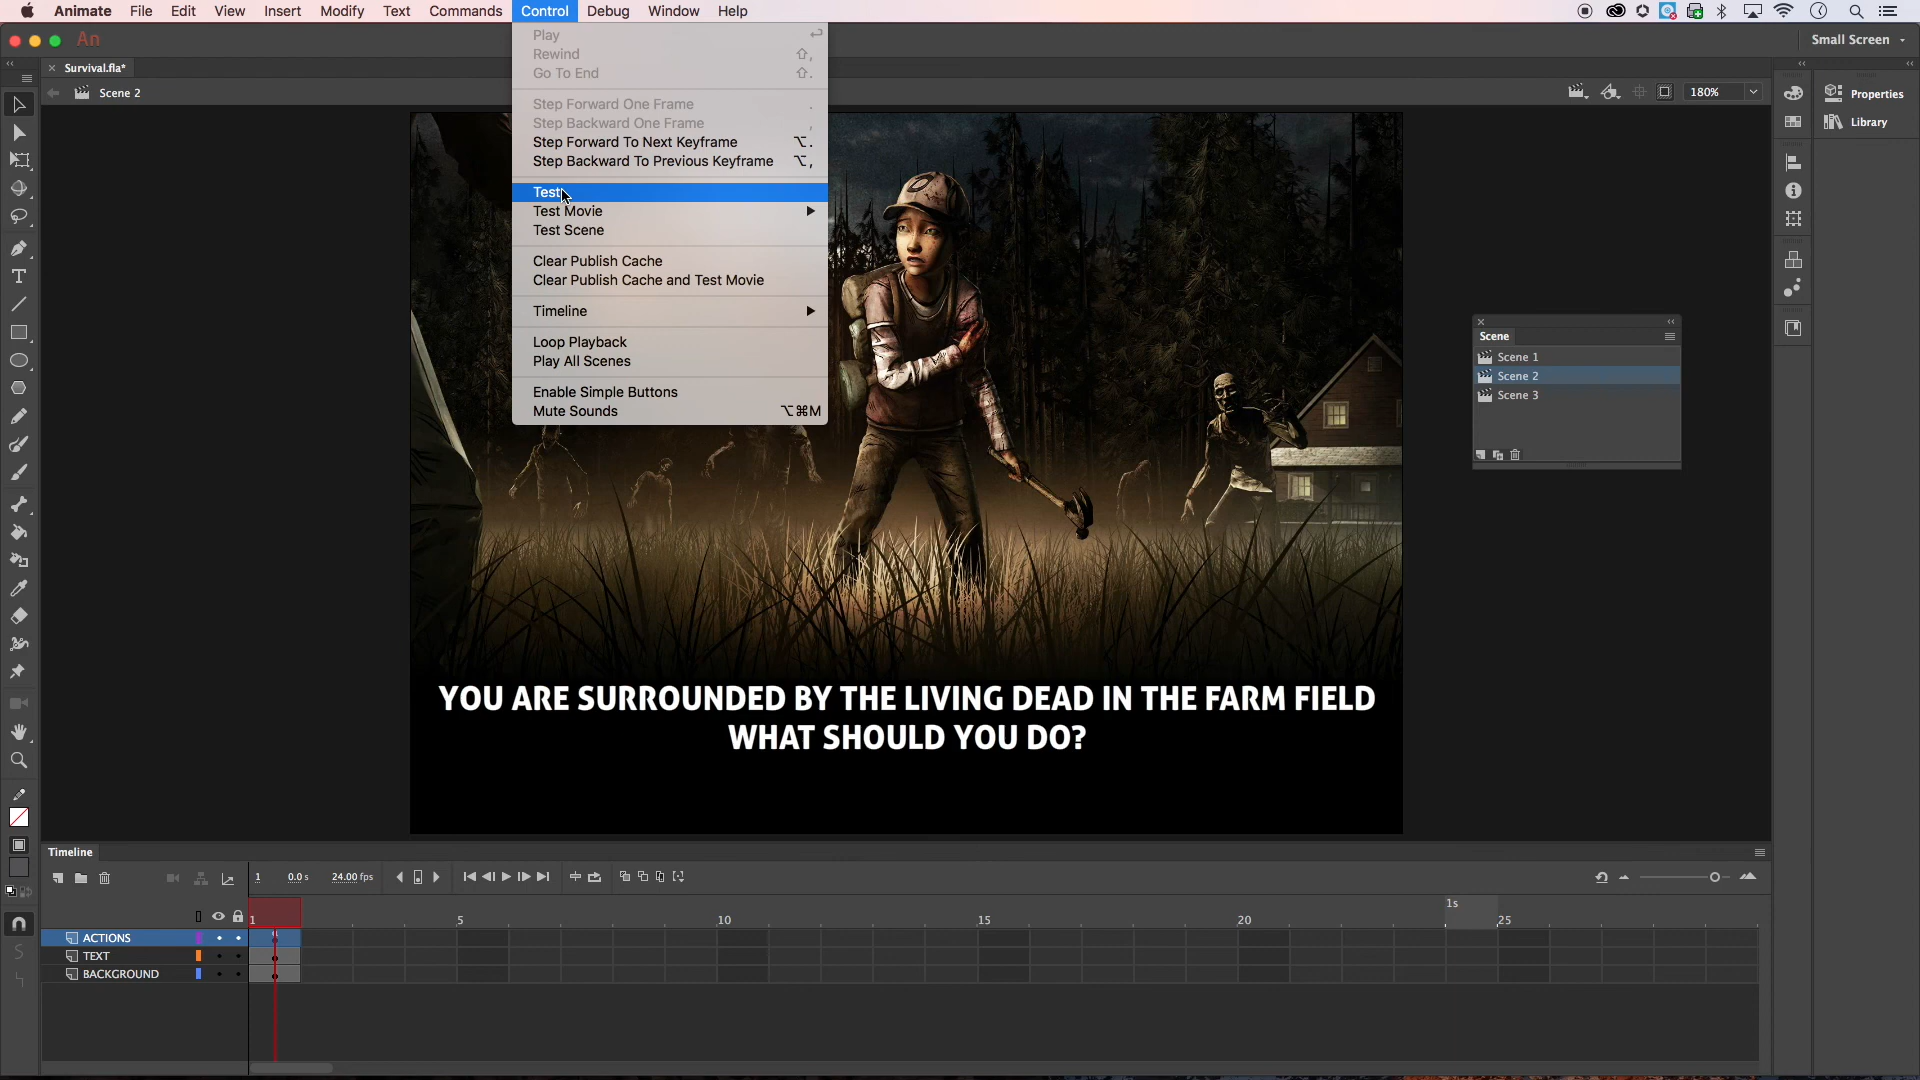 Animate File Edit View Insert Modify Text Commands Control Debug Window Help
An
Small Screen
Survival.fla*
Scene 2
180%
Play
Rewind
Go To End
Step Forward One Frame .
Step Backward One Frame ,
Step Forward To Next Keyframe ⌥.
Step Backward To Previous Keyframe ⌥,
Test
Test Movie
Test Scene
Clear Publish Cache
Clear Publish Cache and Test Movie
Timeline
Loop Playback
Play All Scenes
Enable Simple Buttons
Mute Sounds ⌥⌘M
Properties
Library
Scene
Scene 1
Scene 2
Scene 3
YOU ARE SURROUNDED BY THE LIVING DEAD IN THE FARM FIELD
WHAT SHOULD YOU DO?
Timeline
1 0.0 s 24.00 fps
1s
1 5 10 15 20 25
ACTIONS
TEXT
BACKGROUND